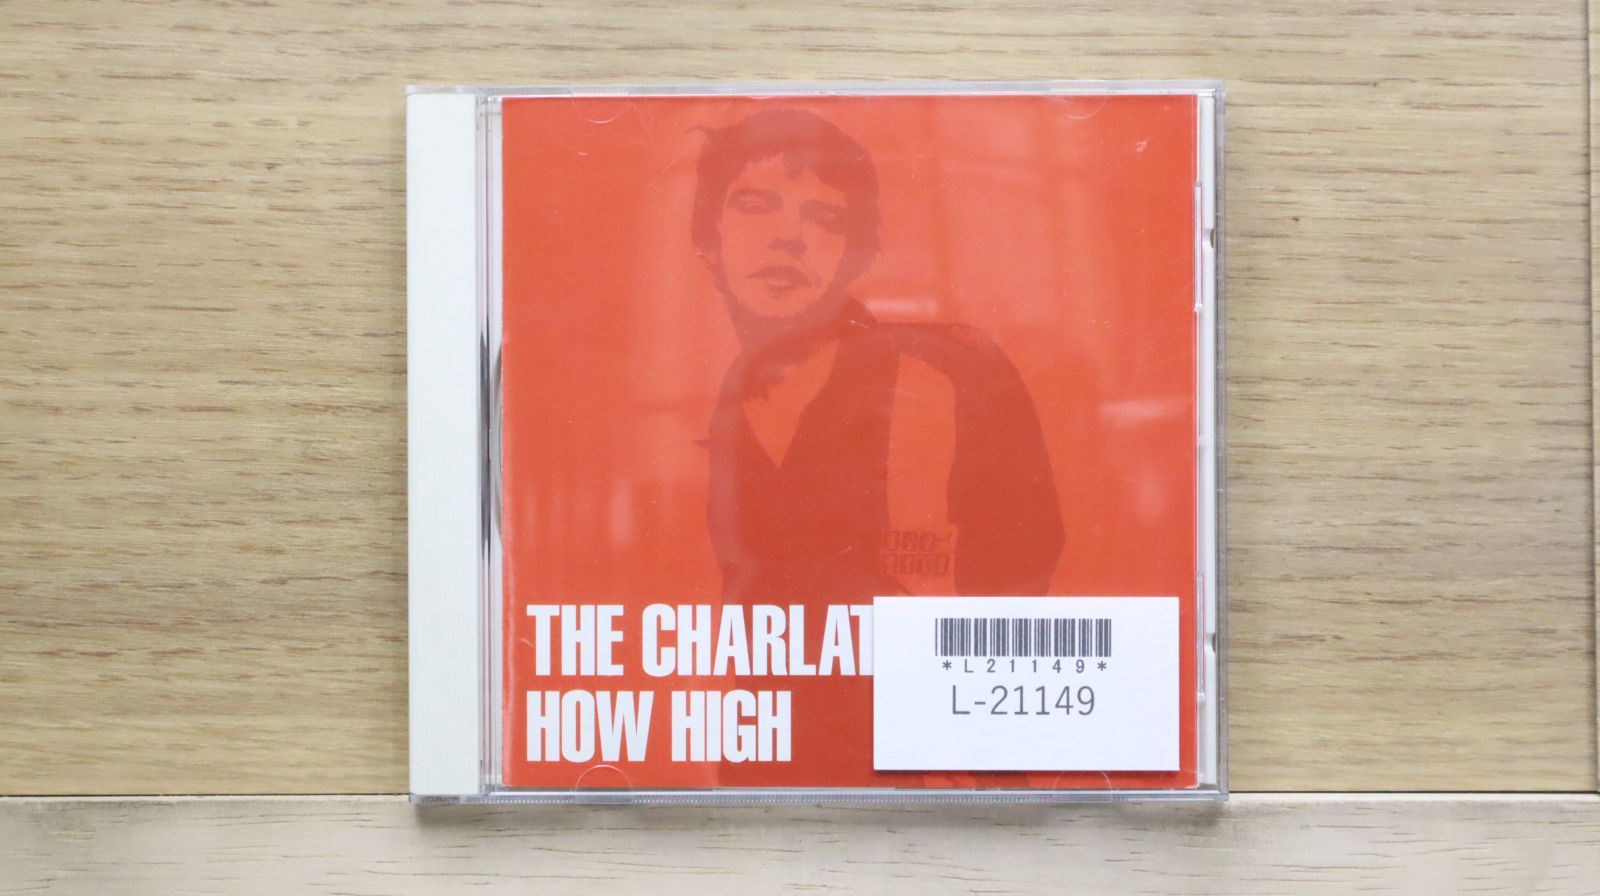 THE CHARLAT
HOW HIGH
*L21149*
L-21149